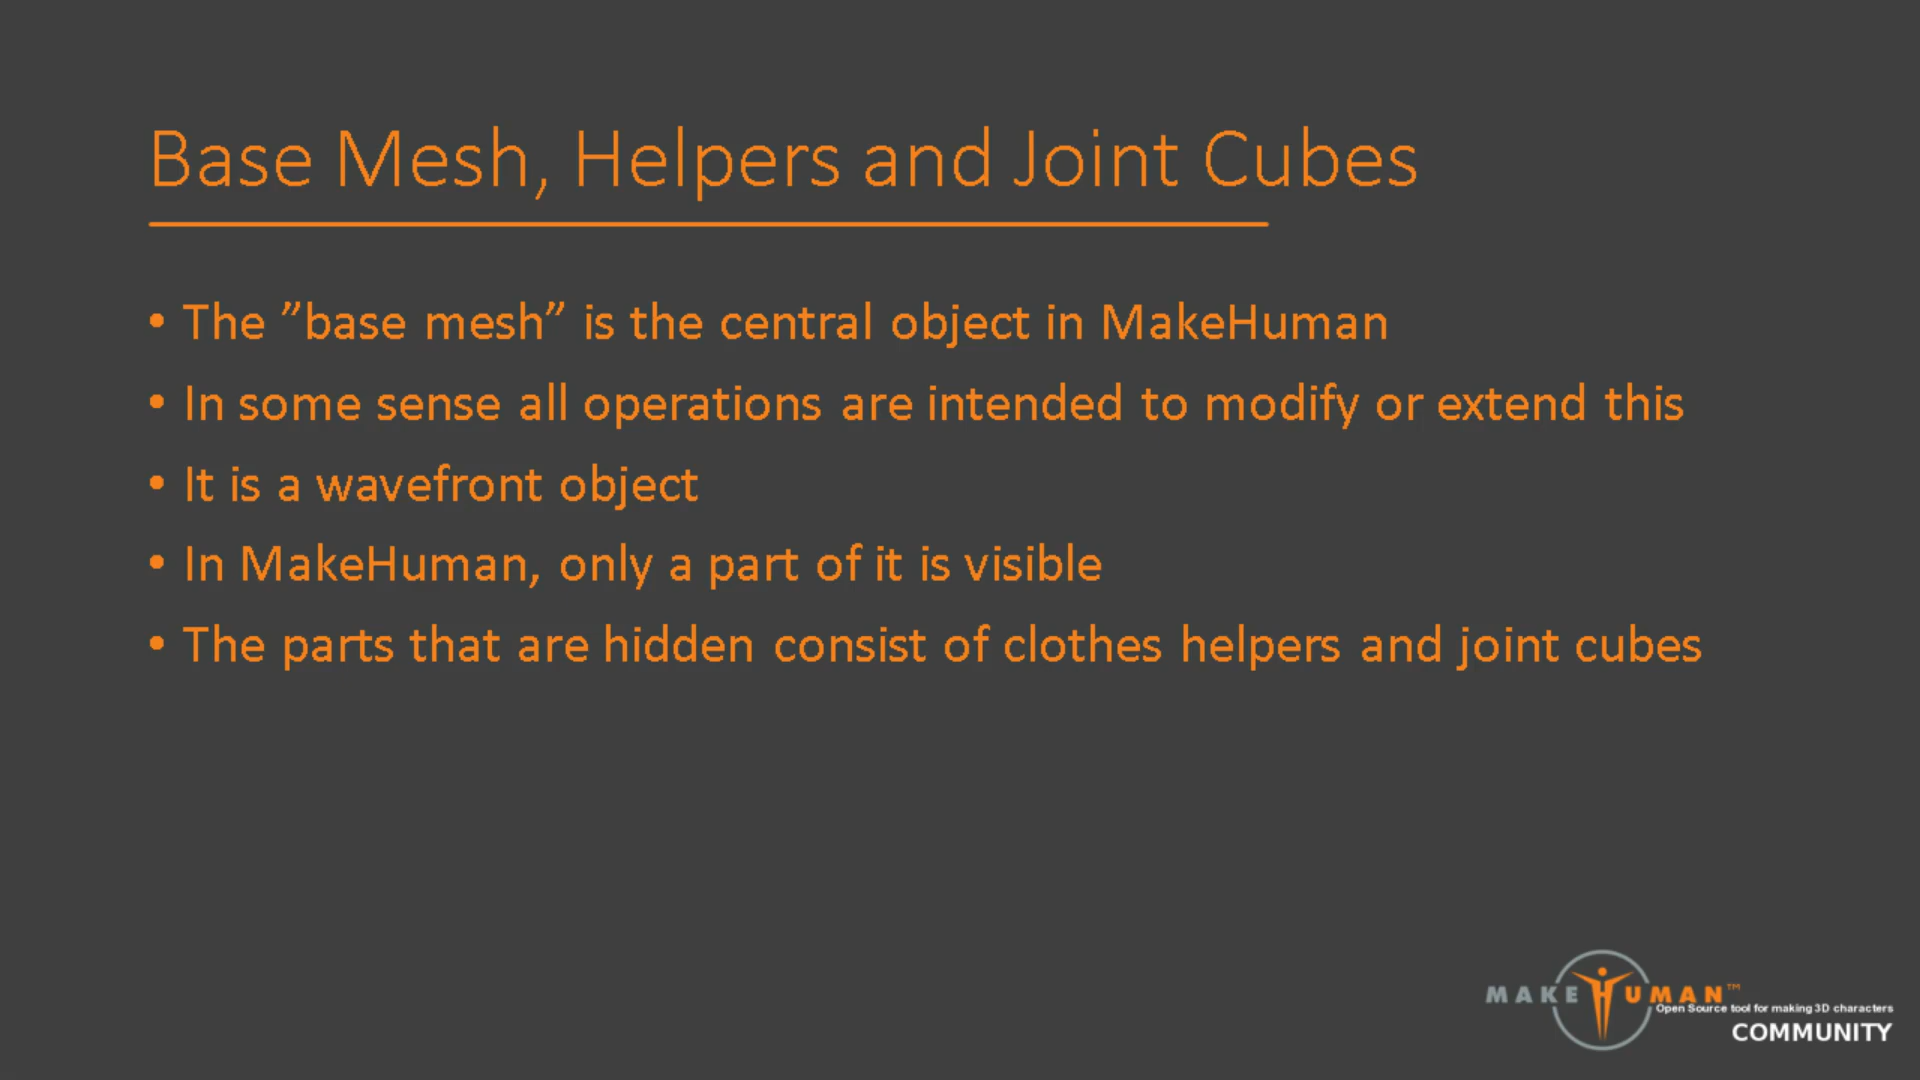 Base Mesh, Helpers and Joint Cubes
• The ”base mesh” is the central object in MakeHuman
• In some sense all operations are intended to modify or extend this
• It is a wavefront object
• In MakeHuman, only a part of it is visible
• The parts that are hidden consist of clothes helpers and joint cubes
MAKEHUMAN™
Open Source tool for making 3D characters
COMMUNITY